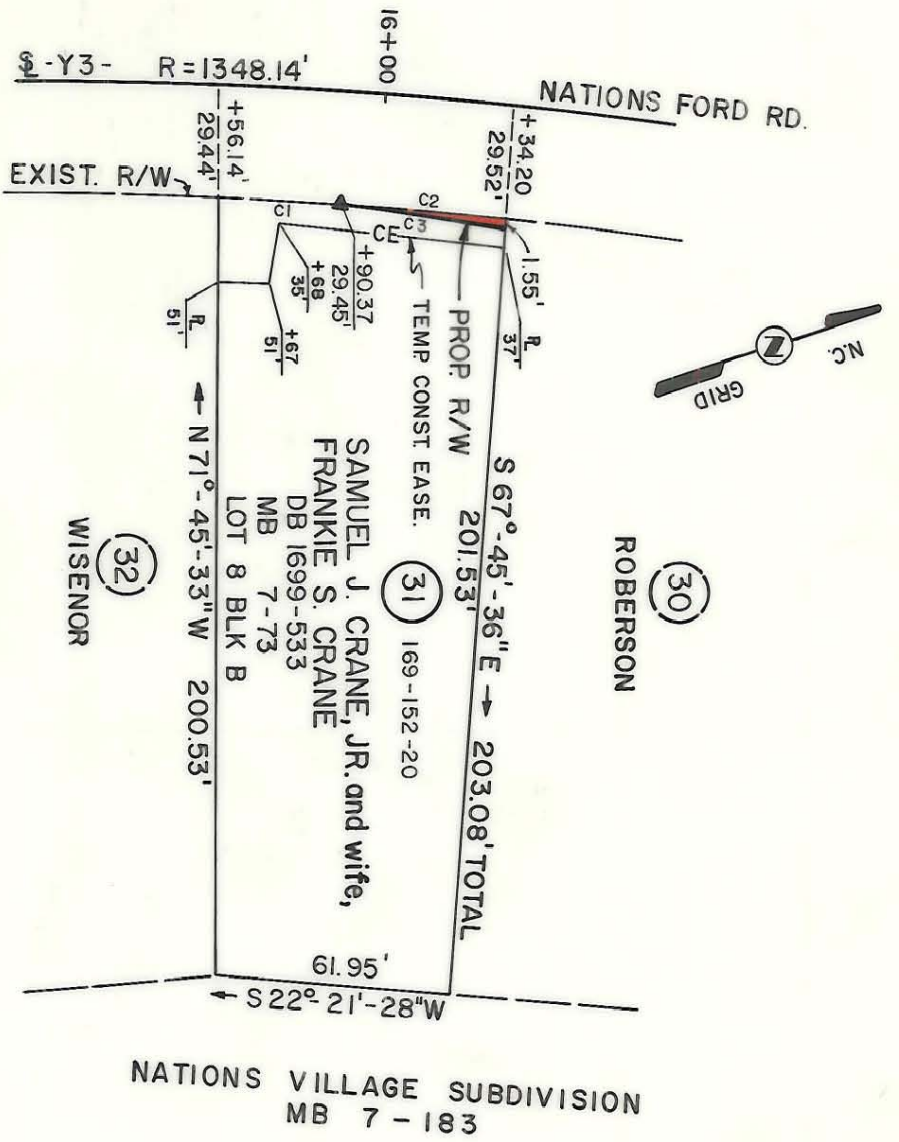 ℄ -Y3- R=1348.14'
16+00
NATIONS FORD RD.
+56.14'
29.44'
+34.20
29.52'
EXIST. R/W
C1
C2
C3
CE
1.55'
+90.37
29.45'
+68
35'
+67
51'
PL
51'
PL
37'
TEMP. CONST. EASE.
PROP. R/W
N.C.
GRID
N
S 67°-45'-36"E → 203.08' TOTAL
201.53'
30
ROBERSON
31 169-152-20
SAMUEL J. CRANE, JR. and wife,
FRANKIE S. CRANE
DB 1699-533
MB 7-73
LOT 8 BLK B
← N 71°-45'-33"W 200.53'
32
WISENOR
61.95'
← S 22°-21'-28"W
NATIONS VILLAGE SUBDIVISION
MB 7-183